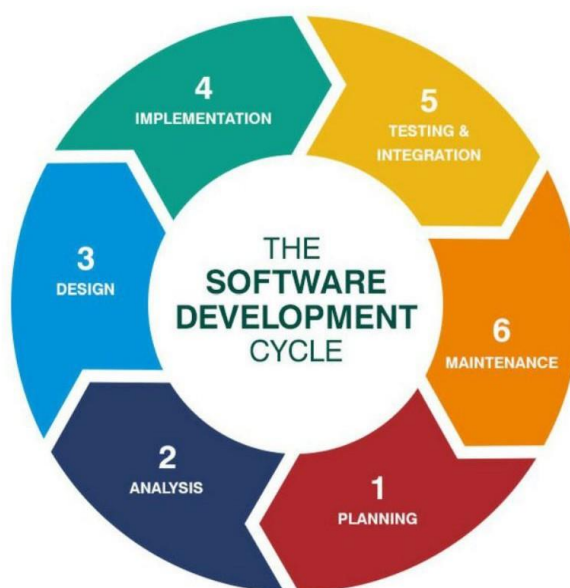 THE
SOFTWARE
DEVELOPMENT
CYCLE
1
PLANNING
2
ANALYSIS
3
DESIGN
4
IMPLEMENTATION
5
TESTING &
INTEGRATION
6
MAINTENANCE